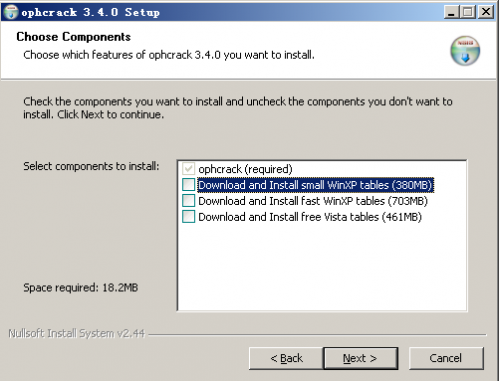 ophcrack 3.4.0 Setup
Choose Components
Choose which features of ophcrack 3.4.0 you want to install.
Check the components you want to install and uncheck the components you don't want to
install. Click Next to continue.
Select components to install:
ophcrack (required)
Download and Install small WinXP tables (380MB)
Download and Install fast WinXP tables (703MB)
Download and Install free Vista tables (461MB)
Space required: 18.2MB
Nullsoft Install System v2.44
< Back
Next >
Cancel